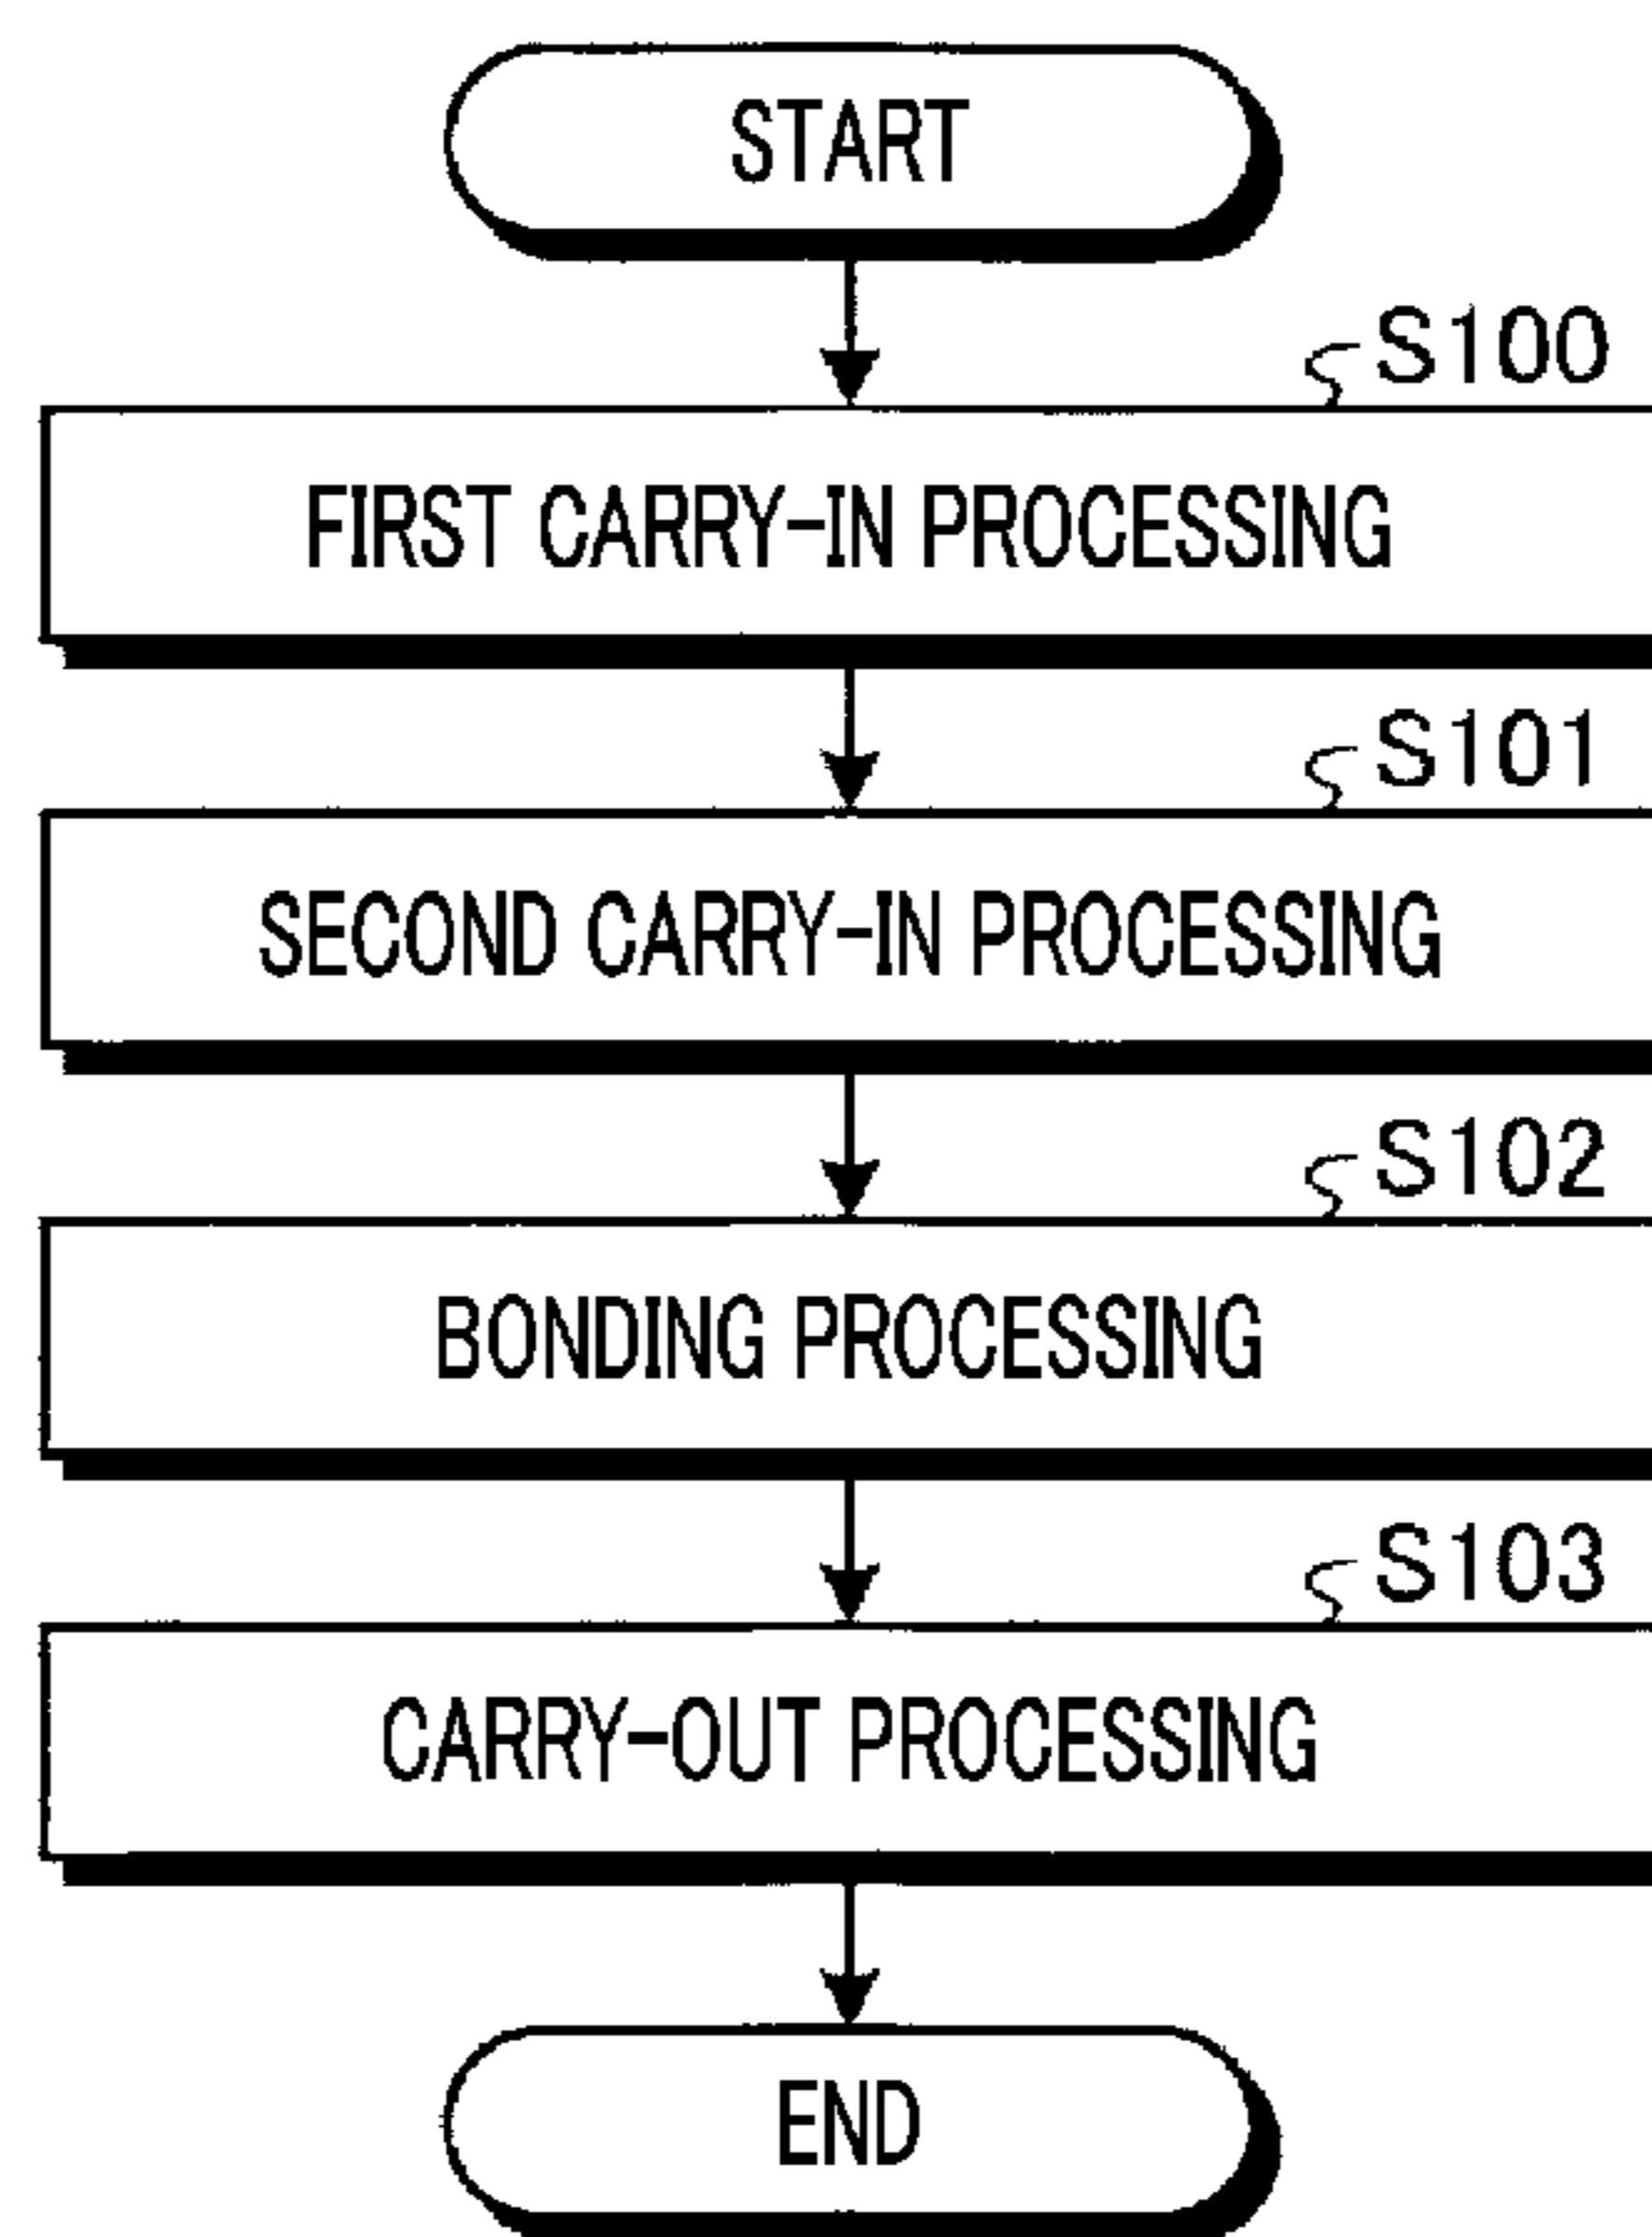 START
S100
FIRST CARRY-IN PROCESSING
S101
SECOND CARRY-IN PROCESSING
S102
BONDING PROCESSING
S103
CARRY-OUT PROCESSING
END